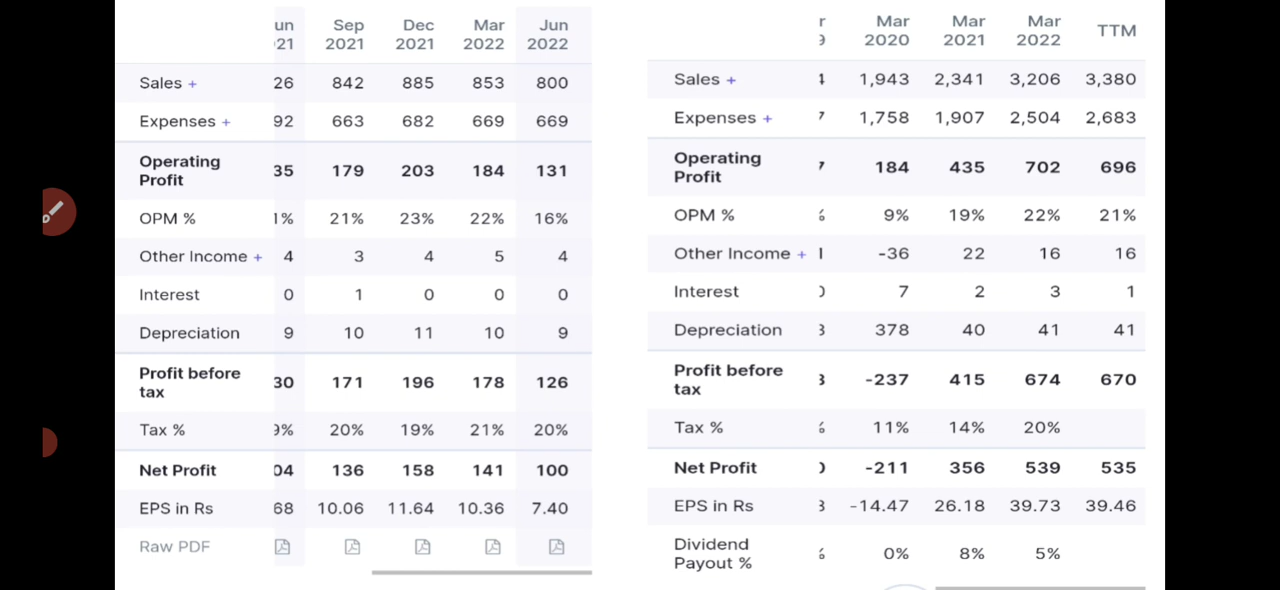 un Sep Dec Mar Jun
21 2021 2021 2022 2022
Sales + 26 842 885 853 800
Expenses + 92 663 682 669 669
Operating
Profit 35 179 203 184 131
OPM % 1% 21% 23% 22% 16%
Other Income + 4 3 4 5 4
Interest 0 1 0 0 0
Depreciation 9 10 11 10 9
Profit before
tax 30 171 196 178 126
Tax % 9% 20% 19% 21% 20%
Net Profit 04 136 158 141 100
EPS in Rs 68 10.06 11.64 10.36 7.40
Raw PDF
r Mar Mar Mar TTM
9 2020 2021 2022
Sales + 1,943 2,341 3,206 3,380
Expenses + 7 1,758 1,907 2,504 2,683
Operating
Profit 7 184 435 702 696
OPM % 9% 19% 22% 21%
Other Income + -36 22 16 16
Interest 7 2 3 1
Depreciation 3 378 40 41 41
Profit before
tax 3 -237 415 674 670
Tax % 11% 14% 20%
Net Profit -211 356 539 535
EPS in Rs 3 -14.47 26.18 39.73 39.46
Dividend
Payout % 0% 8% 5%